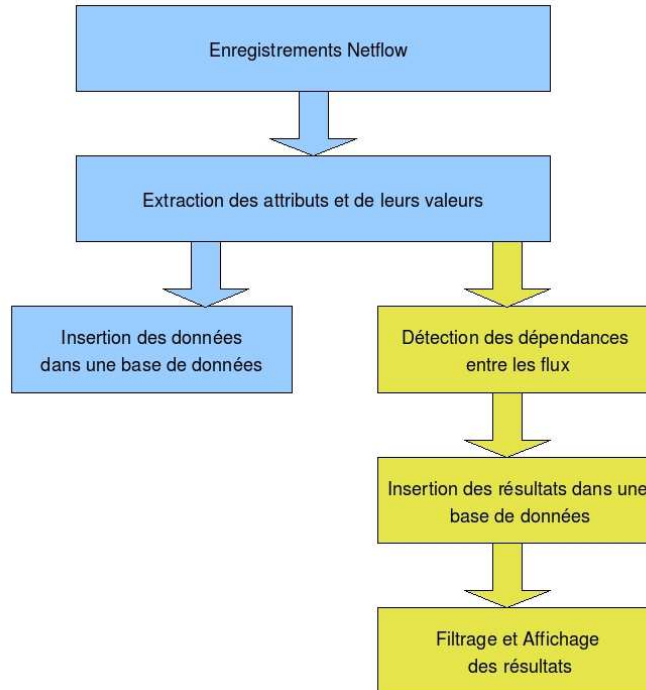 Enregistrements Netflow
Extraction des attributs et de leurs valeurs
Insertion des données
dans une base de données
Détection des dépendances
entre les flux
Insertion des résultats dans une
base de données
Filtrage et Affichage
des résultats